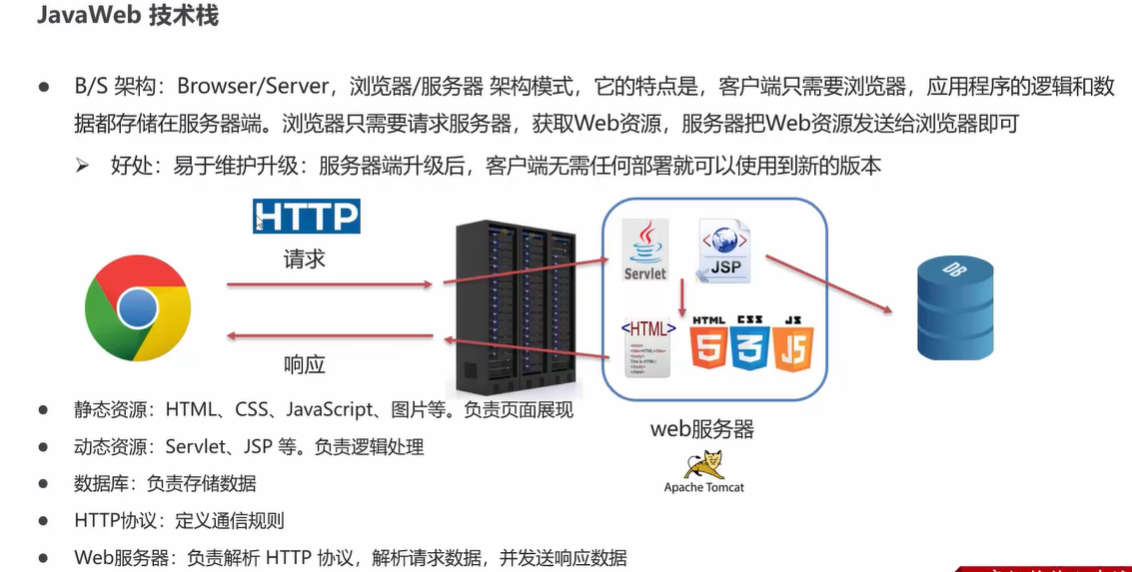 JavaWeb 技术栈
B/S 架构：Browser/Server，浏览器/服务器 架构模式，它的特点是，客户端只需要浏览器，应用程序的逻辑和数
据都存储在服务器端。浏览器只需要请求服务器，获取Web资源，服务器把Web资源发送给浏览器即可
好处：易于维护升级：服务器端升级后，客户端无需任何部署就可以使用到新的版本
HTTP
请求
Servlet
JSP
DB
<HTML>
HTML
5
CSS
3
JS
JS
响应
web服务器
Apache Tomcat
静态资源：HTML、CSS、JavaScript、图片等。负责页面展现
动态资源：Servlet、JSP 等。负责逻辑处理
数据库：负责存储数据
HTTP协议：定义通信规则
Web服务器：负责解析 HTTP 协议，解析请求数据，并发送响应数据